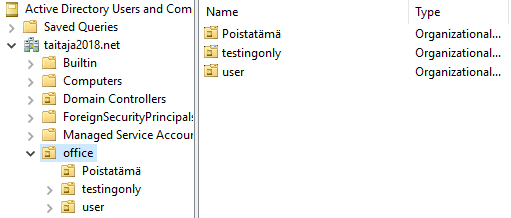 Active Directory Users and Com
Saved Queries
taitaja2018.net
Builtin
Computers
Domain Controllers
ForeignSecurityPrincipals
Managed Service Accour
office
Poistatämä
testingonly
user
Name Type
Poistatämä Organizational...
testingonly Organizational...
user Organizational...